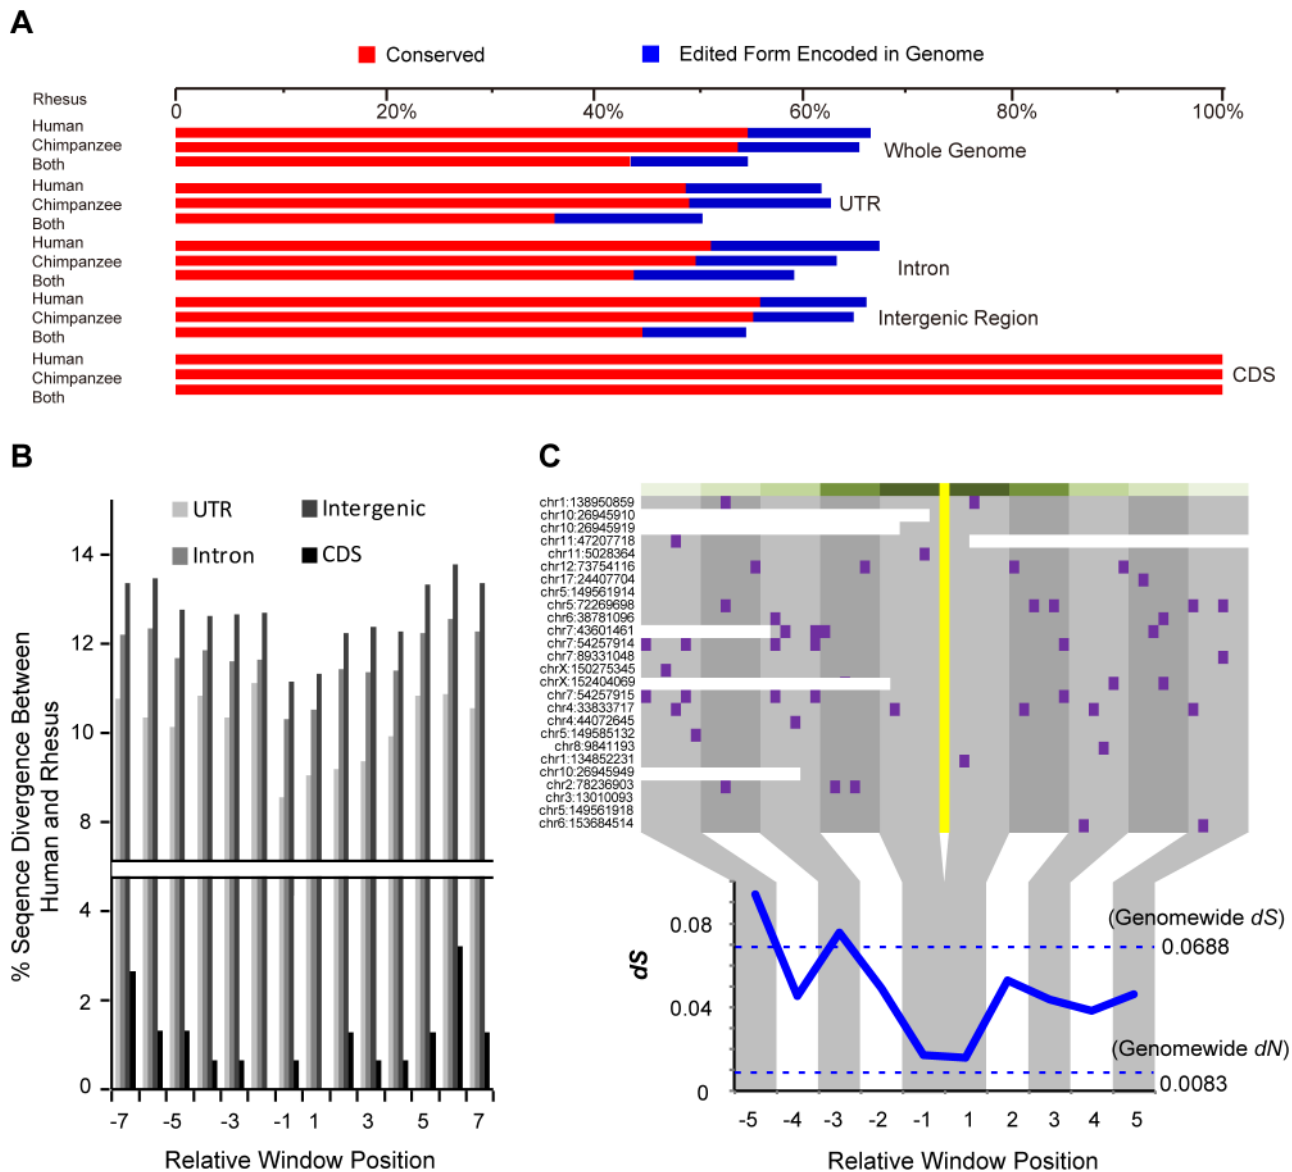 A
Conserved
Edited Form Encoded in Genome
Rhesus
0 20% 40% 60% 80% 100%
Human
Chimpanzee
Both
Whole Genome
Human
Chimpanzee
Both
UTR
Human
Chimpanzee
Both
Intron
Human
Chimpanzee
Both
Intergenic Region
Human
Chimpanzee
Both
CDS
B
UTR
Intergenic
Intron
CDS
% Seqence Divergence Between
Human and Rhesus
14
12
10
8
4
2
0
-7 -5 -3 -1 1 3 5 7
Relative Window Position
C
chr1:138950859
chr10:26945910
chr10:26945919
chr11:47207718
chr11:5028364
chr12:73754116
chr17:24407704
chr5:149561914
chr5:72269698
chr6:38781096
chr7:43601461
chr7:54257914
chr7:89331048
chrX:150275345
chrX:152404069
chr7:54257915
chr4:33833717
chr4:44072645
chr5:149585132
chr8:9841193
chr1:134852231
chr10:26945949
chr2:78236903
chr3:13010093
chr5:149561918
chr6:153684514
dS
0.08
0.04
0
(Genomewide dS)
0.0688
(Genomewide dN)
0.0083
-5 -4 -3 -2 -1 1 2 3 4 5
Relative Window Position